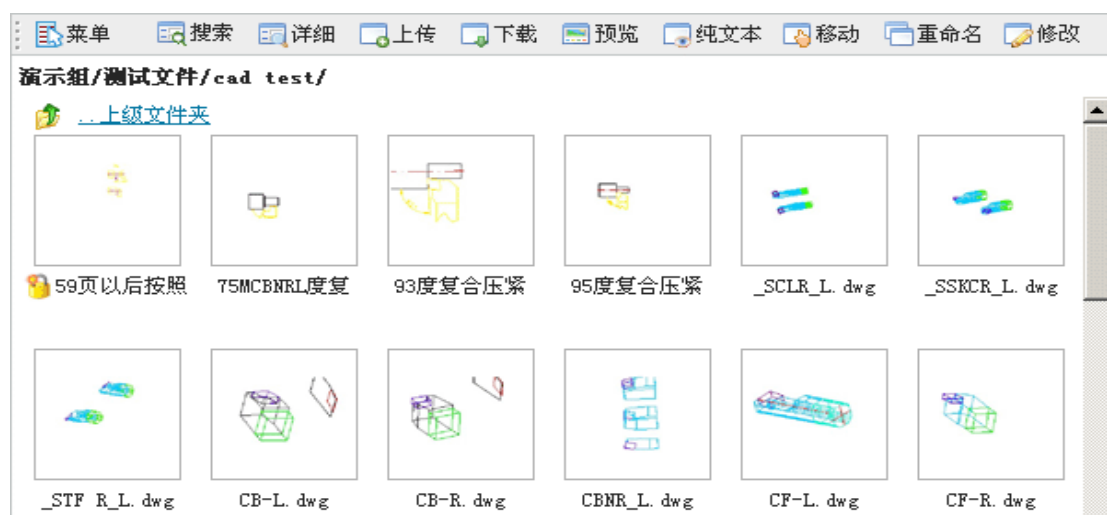 菜单 搜索 详细 上传 下载 预览 纯文本 移动 重命名 修改
演示组/测试文件/cad test/
..上级文件夹
59页以后按照 75MCBNRL度复 93度复合压紧 95度复合压紧 _SCLR_L.dwg _SSKCR_L.dwg
_STF R_L.dwg CB-L.dwg CB-R.dwg CBNR_L.dwg CF-L.dwg CF-R.dwg